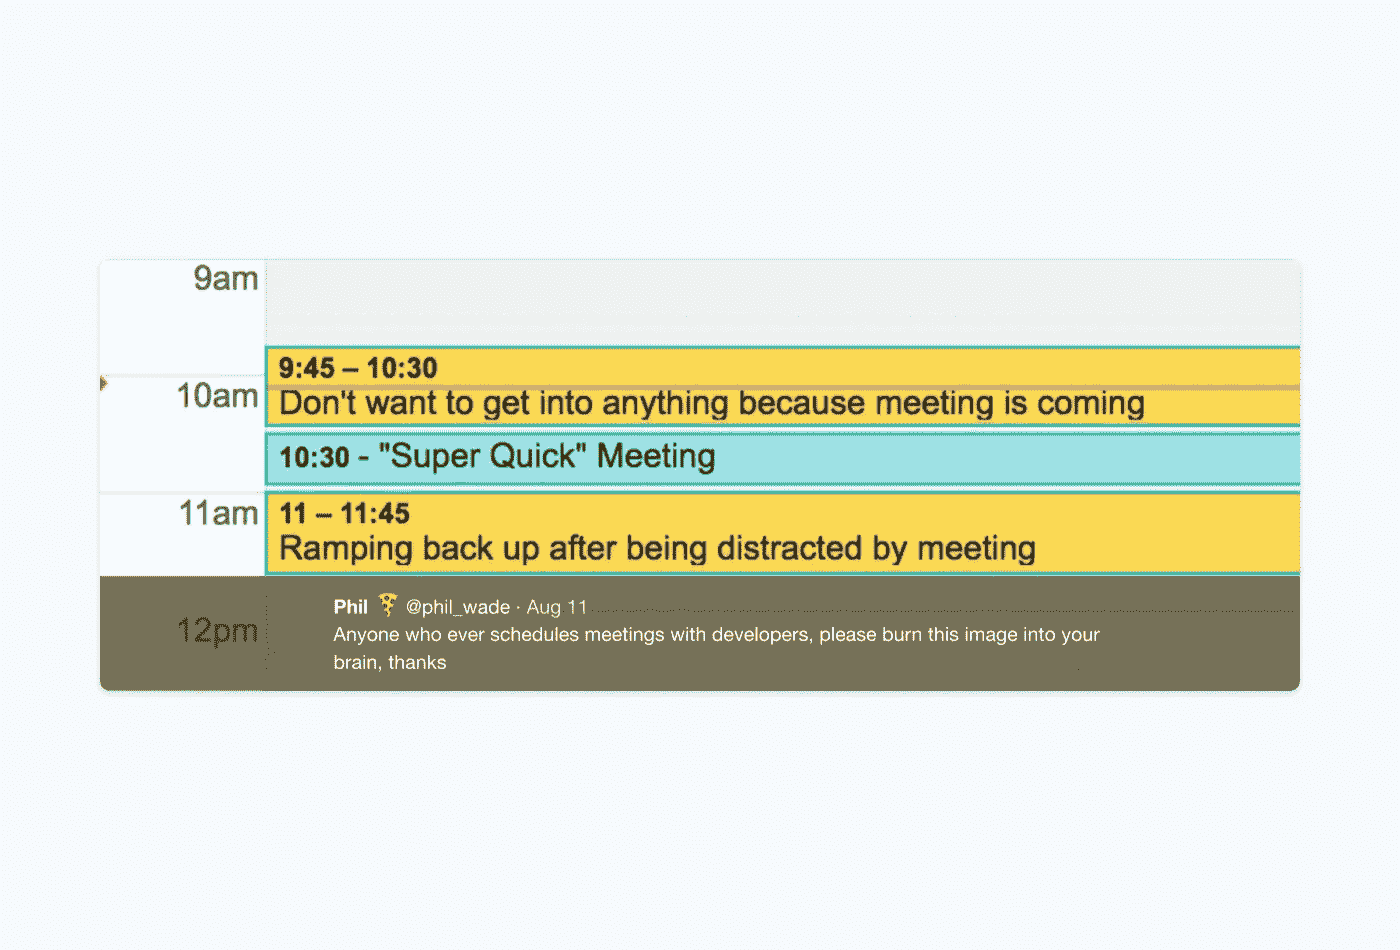 9am
9:45 – 10:30
10am
Don't want to get into anything because meeting is coming
10:30 - "Super Quick" Meeting
11am
11 – 11:45
Ramping back up after being distracted by meeting
12pm
Phil 🍕 @phil_wade · Aug 11
Anyone who ever schedules meetings with developers, please burn this image into your
brain, thanks